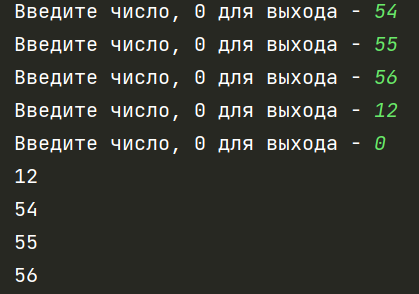 Введите число, 0 для выхода - 54
Введите число, 0 для выхода - 55
Введите число, 0 для выхода - 56
Введите число, 0 для выхода - 12
Введите число, 0 для выхода - 0
12
54
55
56